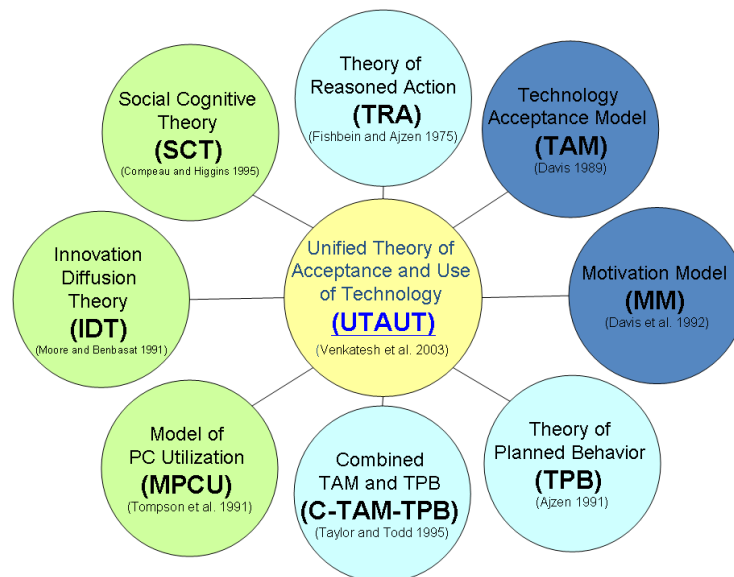 Theory of
Reasoned Action
(TRA)
(Fishbein and Ajzen 1975)
Social Cognitive
Theory
(SCT)
(Compeau and Higgins 1995)
Technology
Acceptance Model
(TAM)
(Davis 1989)
Innovation
Diffusion
Theory
(IDT)
(Moore and Benbasat 1991)
Unified Theory of
Acceptance and Use
of Technology
(UTAUT)
(Venkatesh et al. 2003)
Motivation Model
(MM)
(Davis et al. 1992)
Model of
PC Utilization
(MPCU)
(Tompson et al. 1991)
Combined
TAM and TPB
(C-TAM-TPB)
(Taylor and Todd 1995)
Theory of
Planned Behavior
(TPB)
(Ajzen 1991)